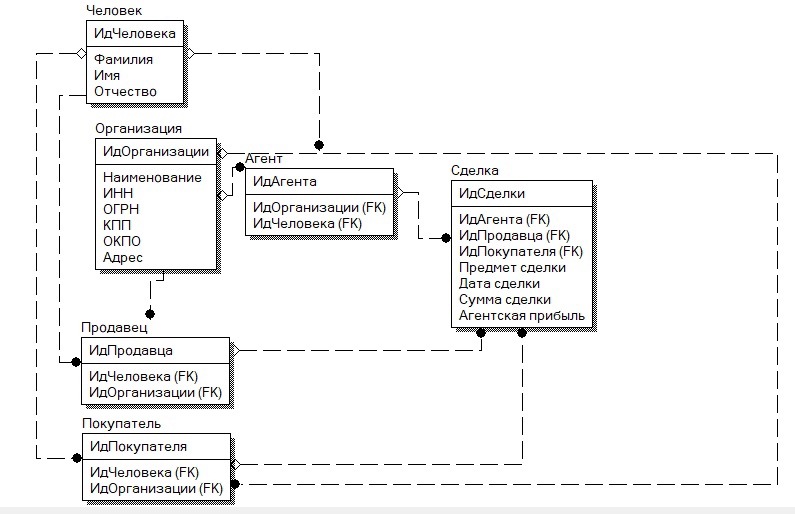 Человек
ИдЧеловека
Фамилия
Имя
Отчество
Организация
ИдОрганизации
Наименование
ИНН
ОГРН
КПП
ОКПО
Адрес
Агент
ИдАгента
ИдОрганизации (FK)
ИдЧеловека (FK)
Сделка
ИдСделки
ИдАгента (FK)
ИдПродавца (FK)
ИдПокупателя (FK)
Предмет сделки
Дата сделки
Сумма сделки
Агентская прибыль
Продавец
ИдПродавца
ИдЧеловека (FK)
ИдОрганизации (FK)
Покупатель
ИдПокупателя
ИдЧеловека (FK)
ИдОрганизации (FK)